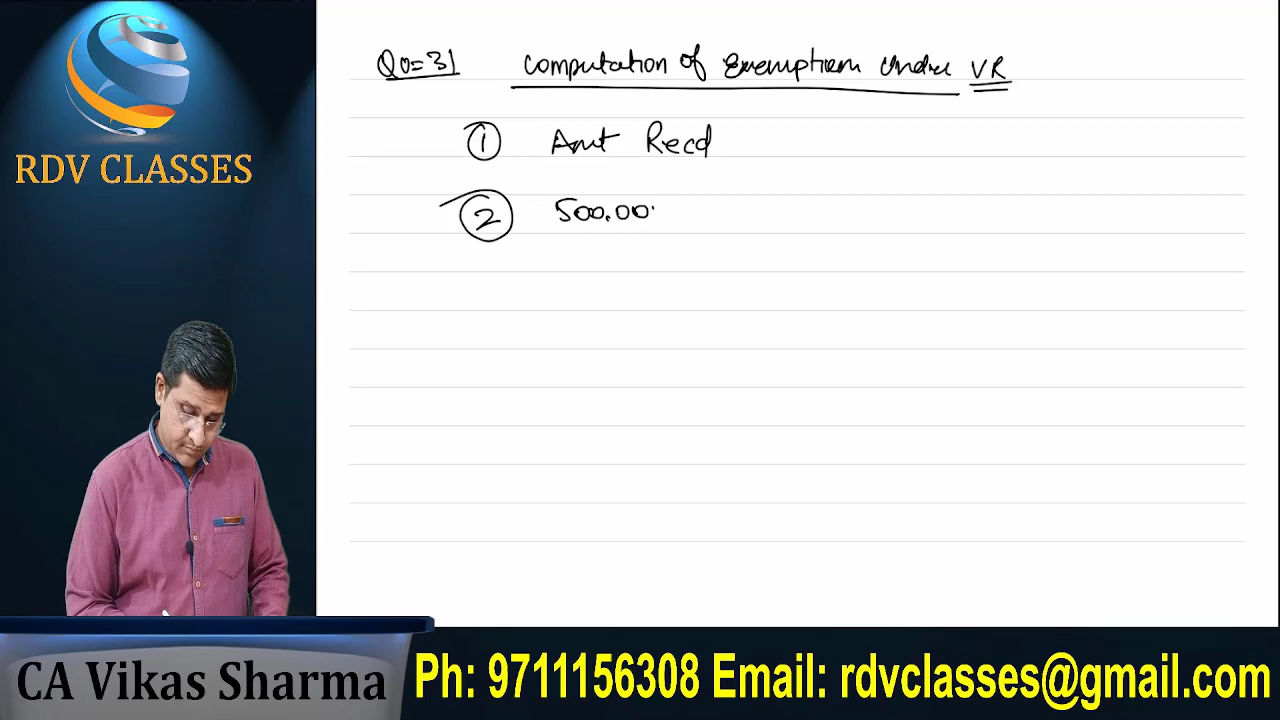 RDV CLASSES
Q0=31 Computation of Exemption Under VR
① Amt Recd
② 500,00
CA Vikas Sharma
Ph: 9711156308 Email: rdvclasses@gmail.com